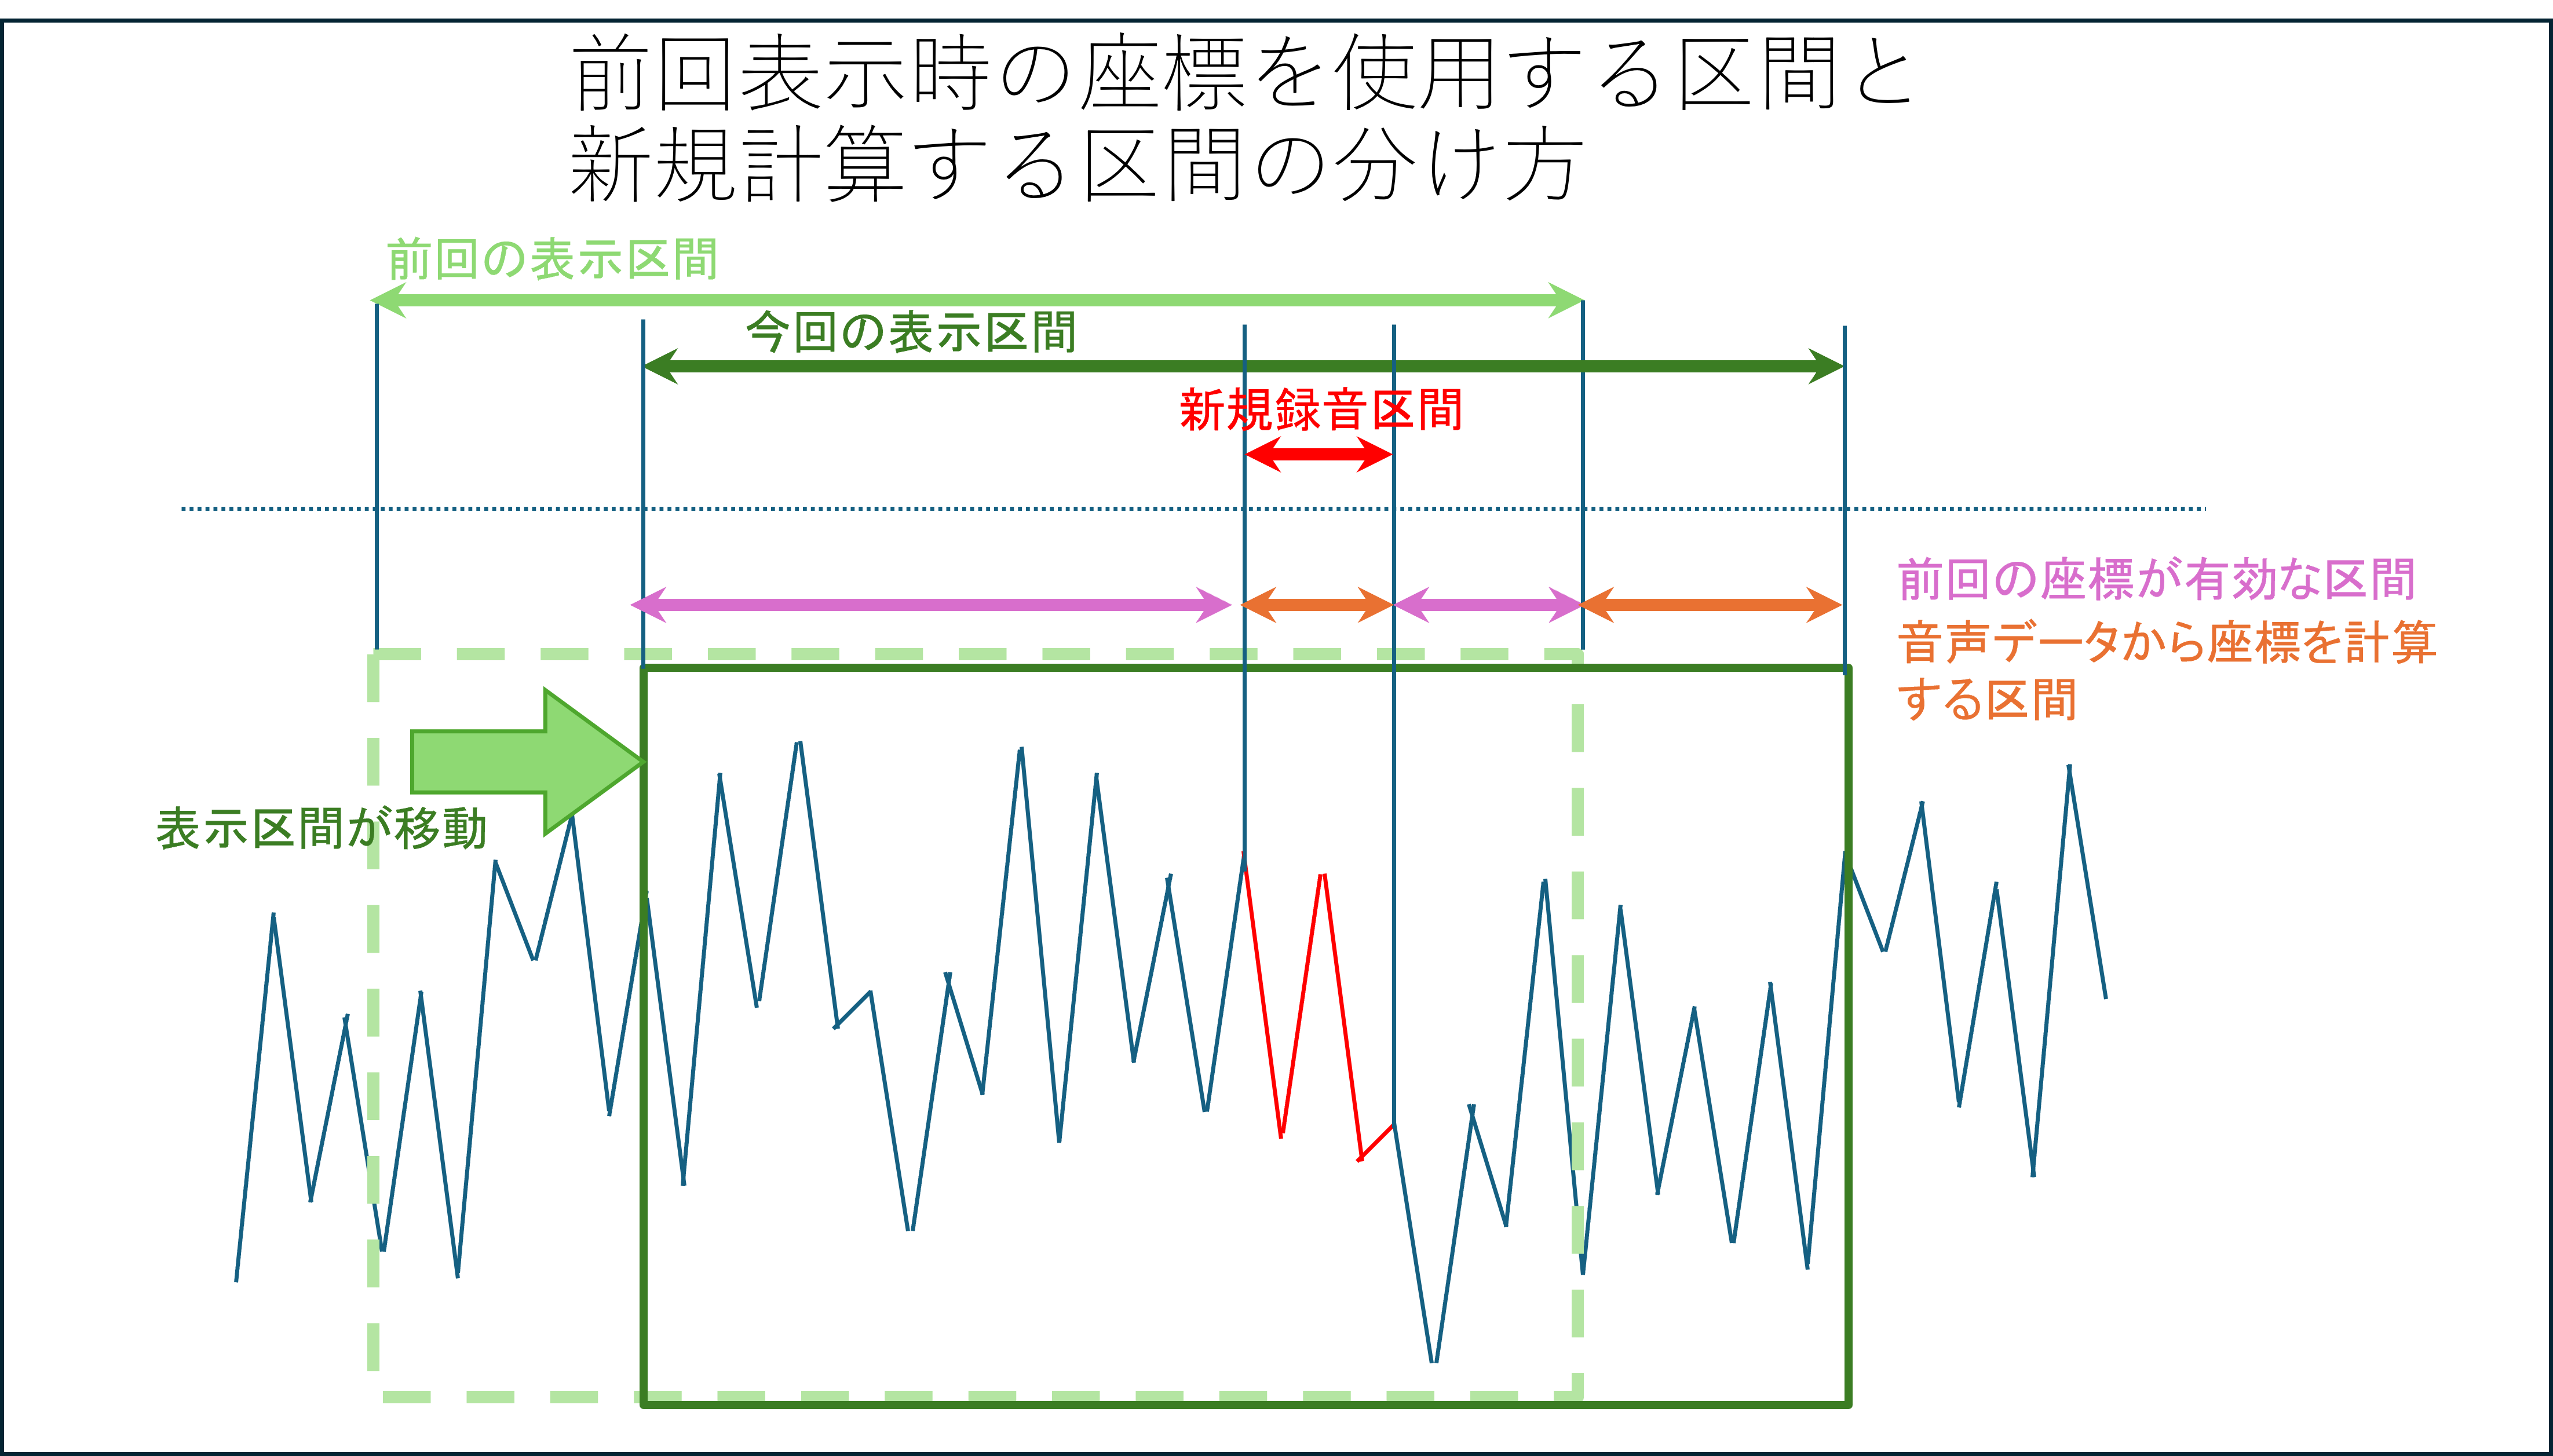 前回表示時の座標を使用する区間と
新規計算する区間の分け方
前回の表示区間
今回の表示区間
新規録音区間
前回の座標が有効な区間
音声データから座標を計算
する区間
表示区間が移動